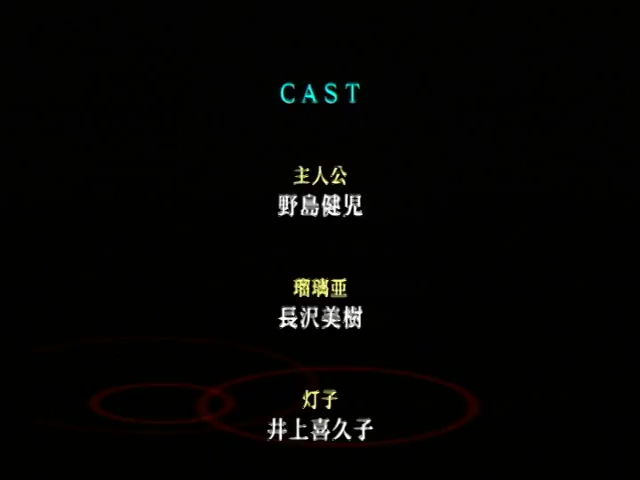 CAST
主人公
野島健児
瑠璃亜
長沢美樹
灯子
井上喜久子